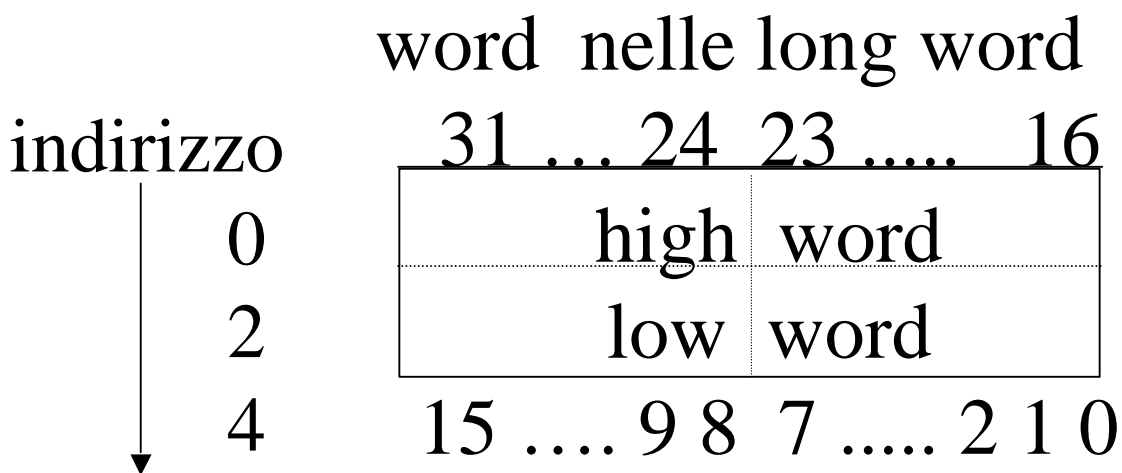 word nelle long word
indirizzo 31 ... 24 23 ..... 16
0 high word
2 low word
4 15 .... 9 8 7 ..... 2 1 0